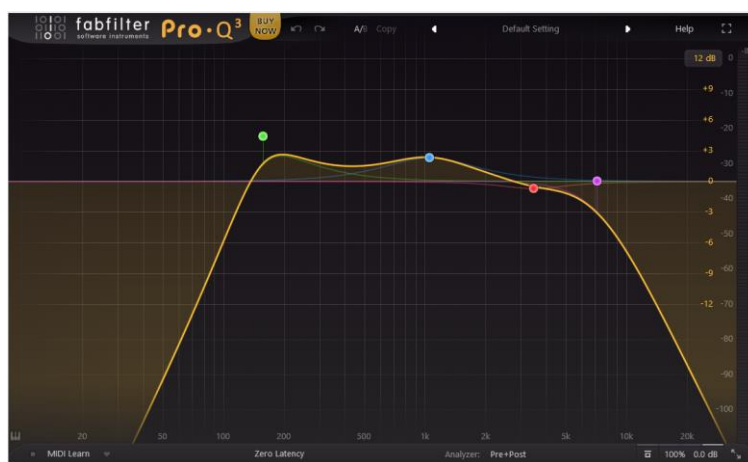 fabfilter
software instruments
Pro·Q³
BUY
NOW
A/B Copy
Default Setting
Help
12 dB 0
+9
-10
+6
-20
+3
-30
0
-40
-3
-50
-6
-60
-9
-70
-12
-80
-90
-100
20 50 100 200 500 1k 2k 5k 10k 20k
MIDI Learn Zero Latency Analyzer: Pre+Post 100% 0.0 dB